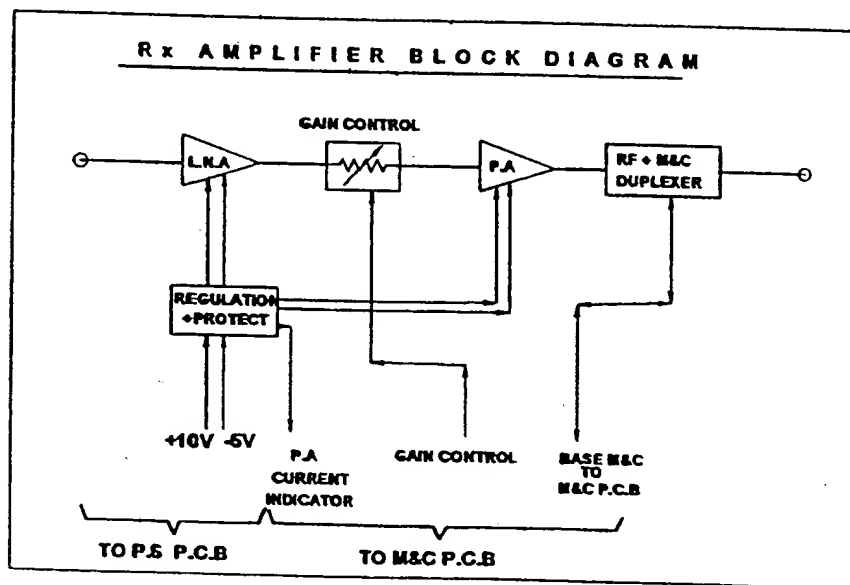 Rx AMPLIFIER BLOCK DIAGRAM
GAIN CONTROL
L.N.A
P.A
RF + M&C
DUPLEXER
REGULATION
+PROTECT
+10V -5V
P.A
CURRENT
INDICATOR
GAIN CONTROL
BASE M&C
TO
M&C P.C.B
TO P.S P.C.B
TO M&C P.C.B